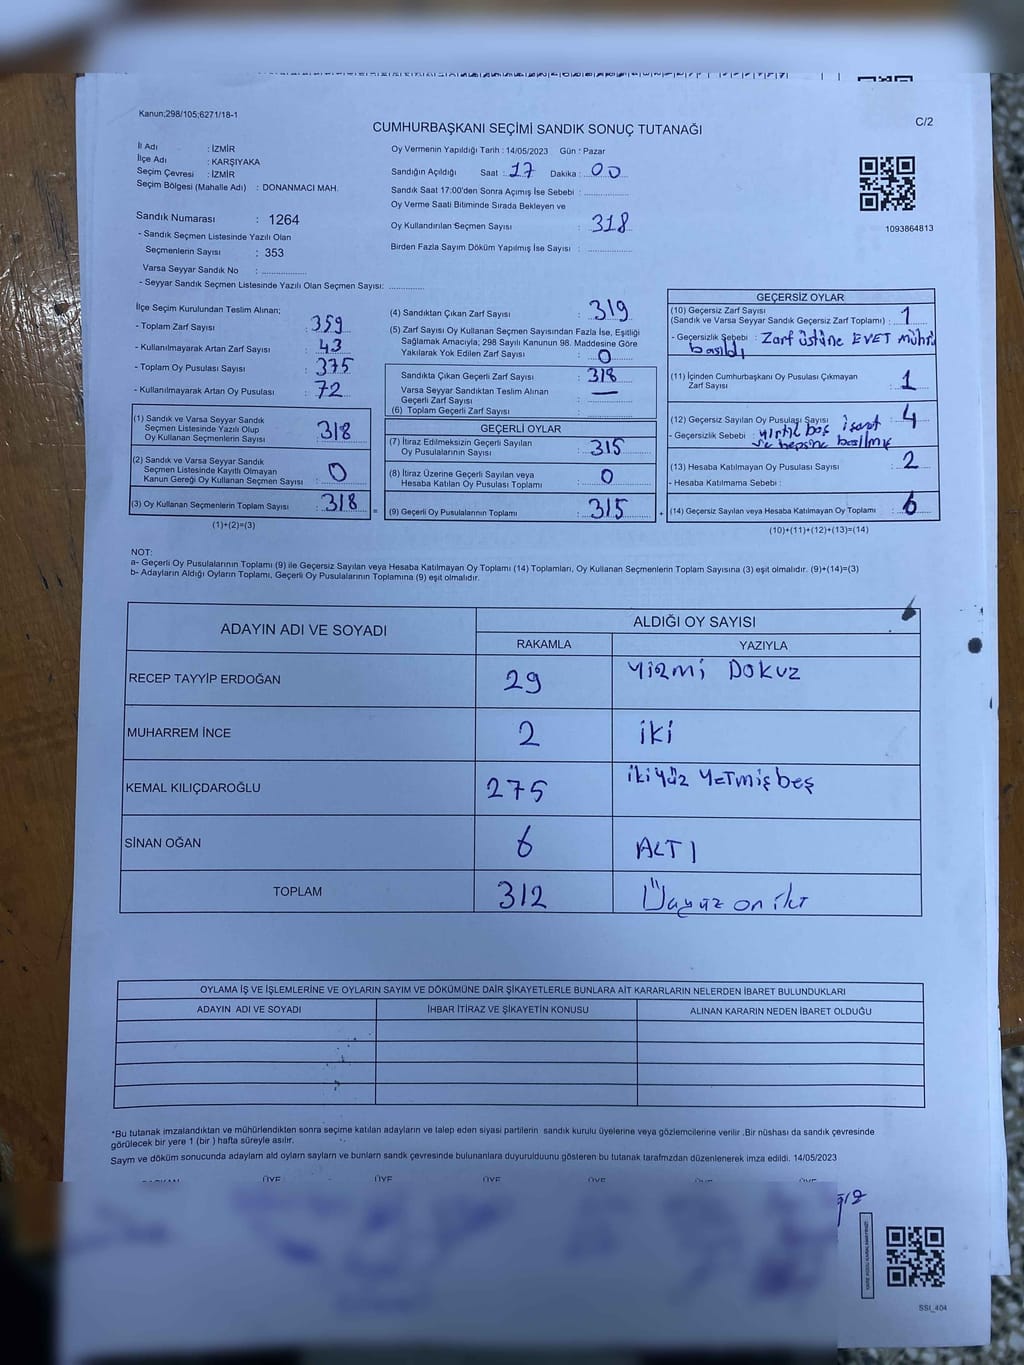 Kanun;298/105;6271/18-1
CUMHURBAŞKANI SEÇİMİ SANDIK SONUÇ TUTANAĞI
C/2
İl Adı : İZMİR
İlçe Adı : KARŞIYAKA
Seçim Çevresi : İZMİR
Seçim Bölgesi (Mahalle Adı) : DONANMACI MAH.
Sandık Numarası : 1264
- Sandık Seçmen Listesinde Yazılı Olan
Seçmenlerin Sayısı : 353
Varsa Seyyar Sandık No : ..............
- Seyyar Sandık Seçmen Listesinde Yazılı Olan Seçmen Sayısı: ............
Oy Vermenin Yapıldığı Tarih : 14/05/2023 Gün : Pazar
Sandığın Açıldığı Saat : 17 Dakika : 00
Sandık Saat 17:00'den Sonra Açımış İse Sebebi : ..............
Oy Verme Saati Bitiminde Sırada Bekleyen ve
Oy Kullandırılan Seçmen Sayısı : 318
Birden Fazla Sayım Döküm Yapılmış İse Sayısı : ..............
1093864813
İlçe Seçim Kurulundan Teslim Alınan;
- Toplam Zarf Sayısı : 359
- Kullanılmayarak Artan Zarf Sayısı : 43
- Toplam Oy Pusulası Sayısı : 375
- Kullanılmayarak Artan Oy Pusulası : 72
(1) Sandık ve Varsa Seyyar Sandık
Seçmen Listesinde Yazılı Olup
Oy Kullanan Seçmenlerin Sayısı : 318
(2) Sandık ve Varsa Seyyar Sandık
Seçmen Listesinde Kayıtlı Olmayan
Kanun Gereği Oy Kullanan Seçmen Sayısı : 0
(3) Oy Kullanan Seçmenlerin Toplam Sayısı : 318 =
(1)+(2)=(3)
(4) Sandıktan Çıkan Zarf Sayısı : 319
(5) Zarf Sayısı Oy Kullanan Seçmen Sayısından Fazla İse, Eşitliği
Sağlamak Amacıyla; 298 Sayılı Kanunun 98. Maddesine Göre
Yakılarak Yok Edilen Zarf Sayısı : 0
Sandıkta Çıkan Geçerli Zarf Sayısı : 318
Varsa Seyyar Sandıktan Teslim Alınan
Geçerli Zarf Sayısı : —
(6) Toplam Geçerli Zarf Sayısı : ..............
GEÇERLİ OYLAR
(7) İtiraz Edilmeksizin Geçerli Sayılan
Oy Pusulalarının Sayısı : 315
(8) İtiraz Üzerine Geçerli Sayılan veya
Hesaba Katılan Oy Pusulası Toplamı : 0
(9) Geçerli Oy Pusulalarının Toplamı : 315 +
GEÇERSİZ OYLAR
(10) Geçersiz Zarf Sayısı
(Sandık ve Varsa Seyyar Sandık Geçersiz Zarf Toplamı) : 1
- Geçersizlik Sebebi : Zarf üstüne EVET mührü
basıldı
(11) İçinden Cumhurbaşkanı Oy Pusulası Çıkmayan
Zarf Sayısı : 1
(12) Geçersiz Sayılan Oy Pusulası Sayısı : 4
- Geçersizlik Sebebi : yırtık boş işaret
ve hepsine basılmış
(13) Hesaba Katılmayan Oy Pusulası Sayısı : 2
- Hesaba Katılmama Sebebi :
(14) Geçersiz Sayılan veya Hesaba Katılmayan Oy Toplamı : 6
(10)+(11)+(12)+(13)=(14)
NOT:
a- Geçerli Oy Pusulalarının Toplamı (9) ile Geçersiz Sayılan veya Hesaba Katılmayan Oy Toplamı (14) Toplamları, Oy Kullanan Seçmenlerin Toplam Sayısına (3) eşit olmalıdır. (9)+(14)=(3)
b- Adayların Aldığı Oyların Toplamı, Geçerli Oy Pusulalarının Toplamına (9) eşit olmalıdır.
ADAYIN ADI VE SOYADI ALDIĞI OY SAYISI
RAKAMLA YAZIYLA
RECEP TAYYİP ERDOĞAN 29 YİRMİ DOKUZ
MUHARREM İNCE 2 iKi
KEMAL KILIÇDAROĞLU 275 ikiyüz YETMişbeş
SİNAN OĞAN 6 ALTI
TOPLAM 312 Üçyüz on iki
OYLAMA İŞ VE İŞLEMLERİNE VE OYLARIN SAYIM VE DÖKÜMÜNE DAİR ŞİKAYETLERLE BUNLARA AİT KARARLARIN NELERDEN İBARET BULUNDUKLARI
ADAYIN ADI VE SOYADI İHBAR İTİRAZ VE ŞİKAYETİN KONUSU ALINAN KARARIN NEDEN İBARET OLDUĞU
*Bu tutanak imzalandıktan ve mühürlendikten sonra seçime katılan adayların ve talep eden siyasi partilerin sandık kurulu üyelerine veya gözlemcilerine verilir .Bir nüshası da sandık çevresinde
görülecek bir yere 1 (bir ) hafta süreyle asılır.
Saym ve döküm sonucunda adaylarn ald oylarn saylarn ve bunlarn sandk çevresinde bulunanlara duyurulduunu gösteren bu tutanak tarafmzdan düzenlenerek imza edildi. 14/05/2023
BAŞKAN ÜYE ÜYE ÜYE ÜYE ÜYE ÜYE
SSI_404